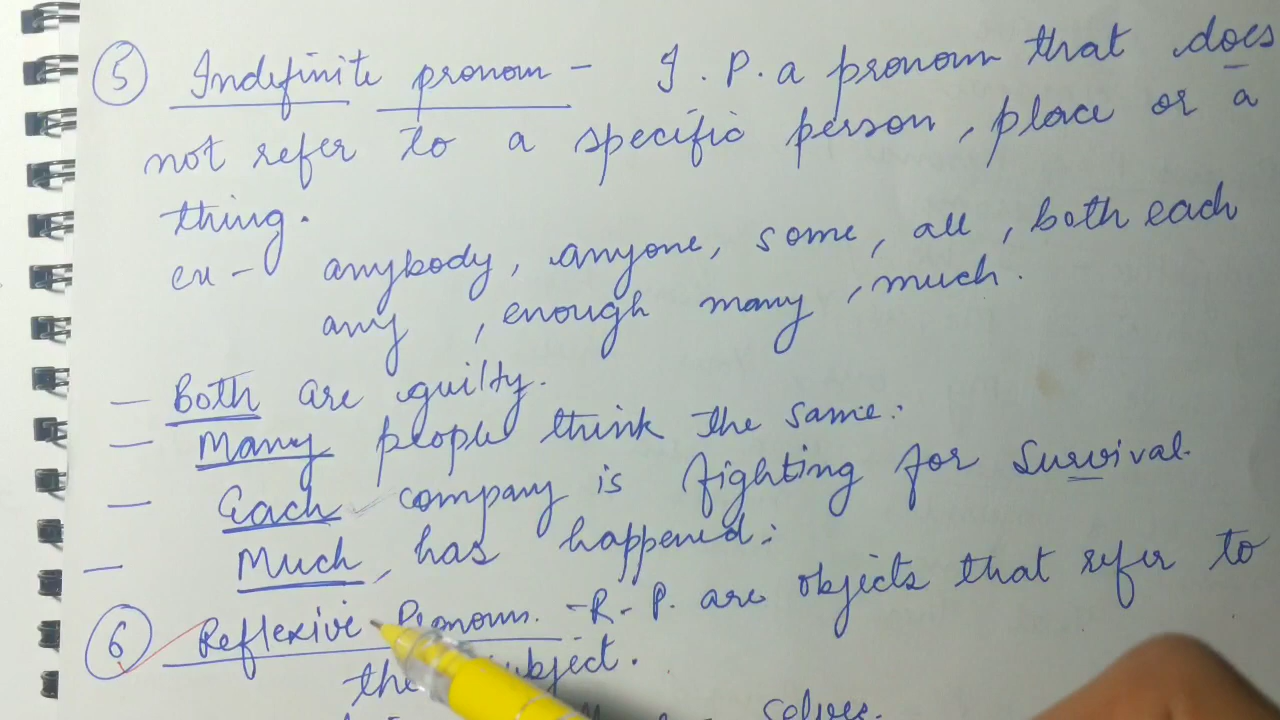 5 Indefinite pronoun - I. P. a pronoun that does
not refer to a specific person, place or a
thing.
ex - anybody, anyone, some, all, both each
any , enough many, much.
— Both are guilty.
— Many people think the same.
— Each company is fighting for Survival.
— Much, has happened.
6 Reflexive Pronoun. - R - P. are objects that refer to
the subject.
selves.